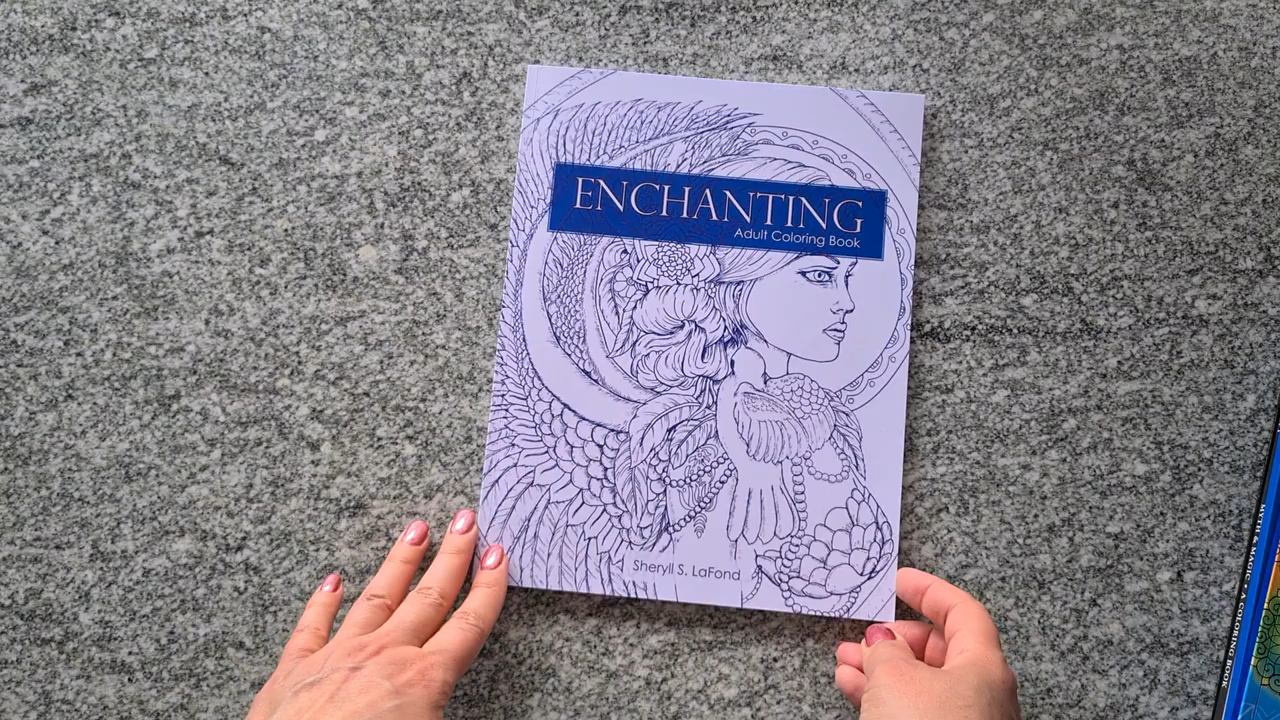 ENCHANTING
Adult Coloring Book
Sheryll S. LaFond
MYTH & MAGIC • A COLORING BOOK